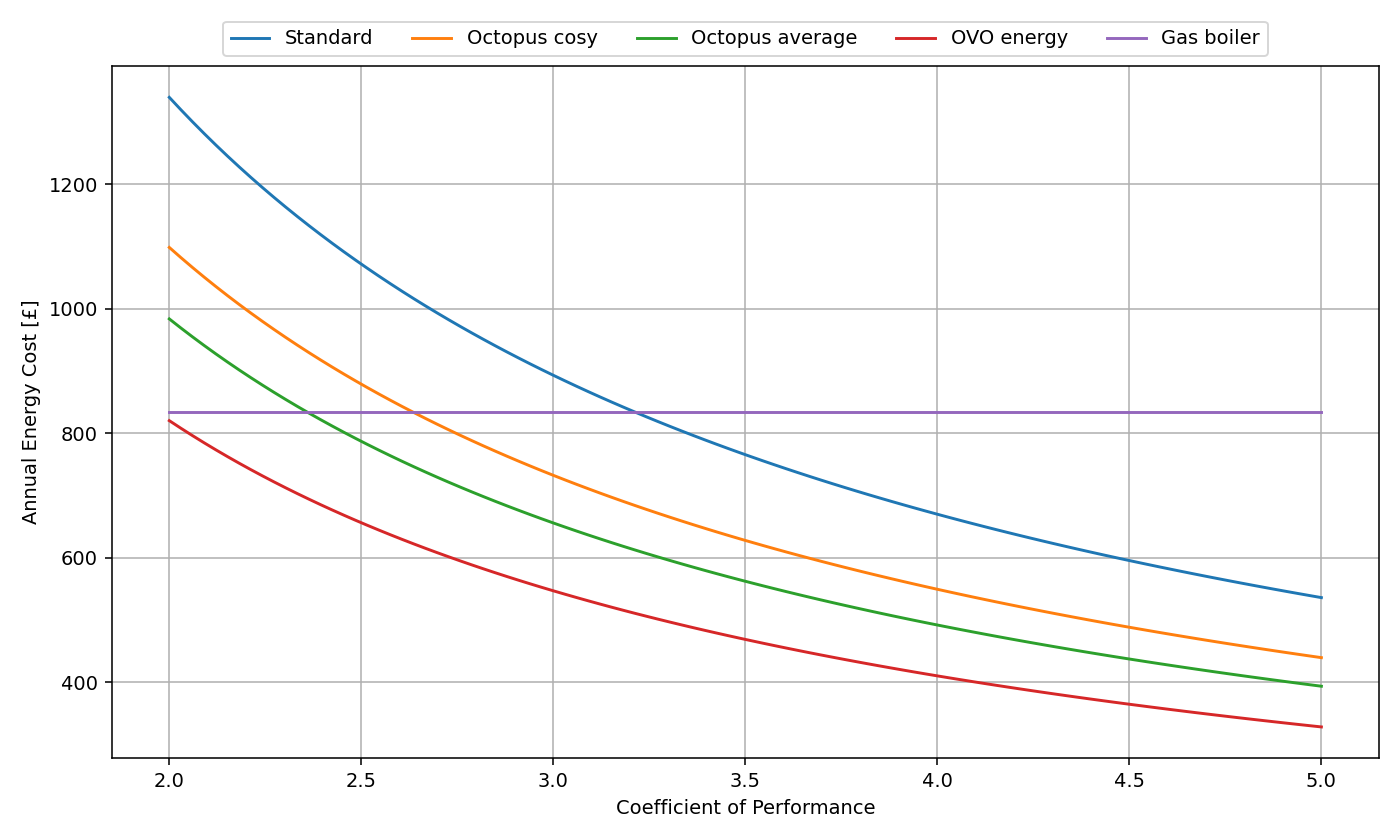 Standard Octopus cosy Octopus average OVO energy Gas boiler
Annual Energy Cost [£]
1200
1000
800
600
400
2.0 2.5 3.0 3.5 4.0 4.5 5.0
Coefficient of Performance